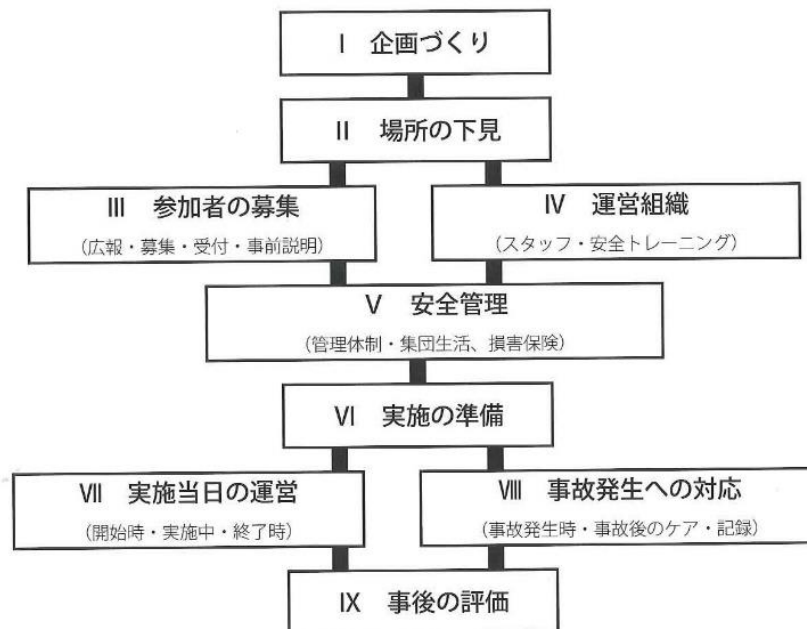 Ⅰ 企画づくり
Ⅱ 場所の下見
Ⅲ 参加者の募集
(広報・募集・受付・事前説明)
Ⅳ 運営組織
(スタッフ・安全トレーニング)
Ⅴ 安全管理
(管理体制・集団生活、損害保険)
Ⅵ 実施の準備
Ⅶ 実施当日の運営
(開始時・実施中・終了時)
Ⅷ 事故発生への対応
(事故発生時・事故後のケア・記録)
Ⅸ 事後の評価